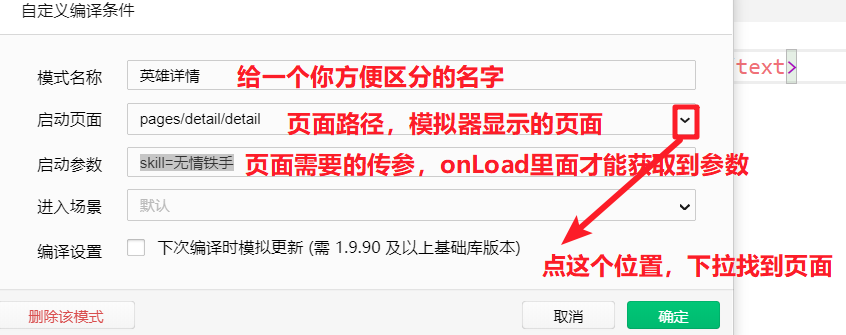 自定义编译条件
模式名称 英雄详情 给一个你方便区分的名字
text>
启动页面 pages/detail/detail 页面路径，模拟器显示的页面
启动参数 skill=无情铁手 页面需要的传参，onLoad里面才能获取到参数
进入场景 默认
编译设置 下次编译时模拟更新 (需 1.9.90 及以上基础库版本)
点这个位置，下拉找到页面
删除该模式 取消 确定